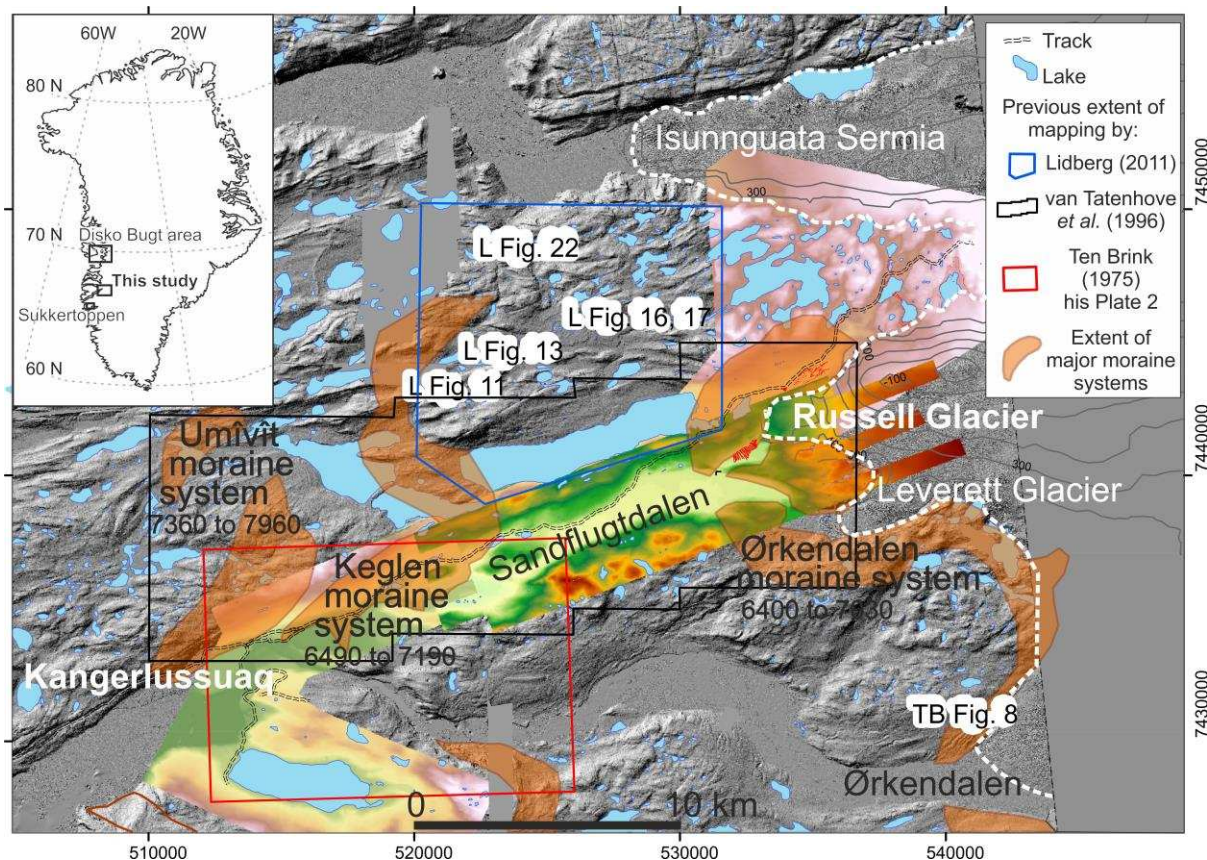 60W 20W
80 N
70 N
60 N
Disko Bugt area
This study
Sukkertoppen
Track
Lake
Previous extent of
mapping by:
Lidberg (2011)
van Tatenhove
et al. (1996)
Ten Brink
(1975)
his Plate 2
Extent of
major moraine
systems
Isunnguata Sermia
300
L Fig. 22
L Fig. 16, 17
L Fig. 13
L Fig. 11
-100
Russell Glacier
300
Leverett Glacier
Umîvît
moraine
system
7360 to 7960
Sandflugtdalen
Keglen
moraine
system
6490 to 7190
Ørkendalen
moraine system
Kangerlussuaq
TB Fig. 8
Ørkendalen
0 10 km
510000 520000 530000 540000
7450000
7440000
7430000